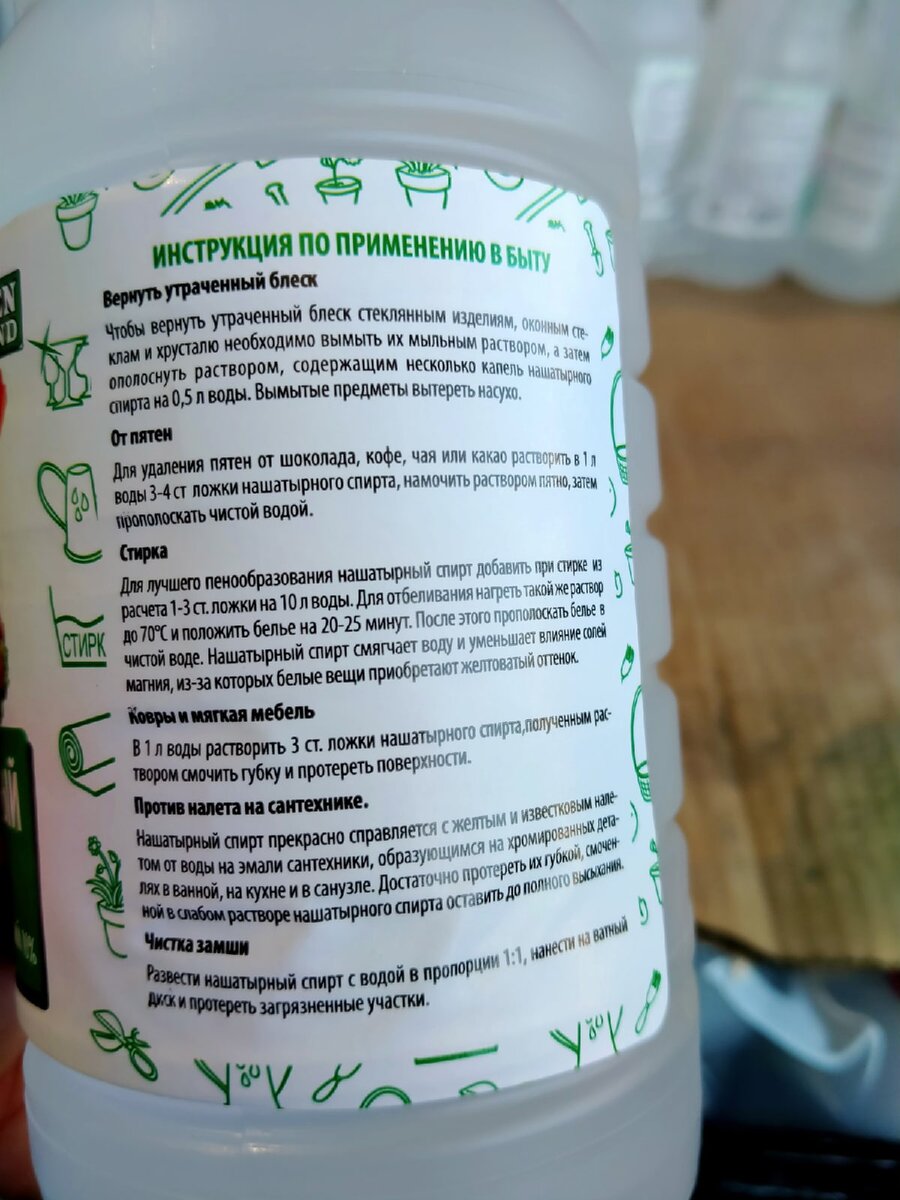 ИНСТРУКЦИЯ ПО ПРИМЕНЕНИЮ В БЫТУ
Вернуть утраченный блеск
Чтобы вернуть утраченный блеск стеклянным изделиям, оконным сте-
клам и хрусталю необходимо вымыть их мыльным раствором, а затем
ополоснуть раствором, содержащим несколько капель нашатырного
спирта на 0,5 л воды. Вымытые предметы вытереть насухо.
От пятен
Для удаления пятен от шоколада, кофе, чая или какао растворить в 1 л
воды 3-4 ст ложки нашатырного спирта, намочить раствором пятно, затем
прополоскать чистой водой.
Стирка
Для лучшего пенообразования нашатырный спирт добавить при стирке из
расчета 1-3 ст. ложки на 10 л воды. Для отбеливания нагреть такой же раствор
до 70°С и положить белье на 20-25 минут. После этого прополоскать белье в
чистой воде. Нашатырный спирт смягчает воду и уменьшает влияние солей
магния, из-за которых белые вещи приобретают желтоватый оттенок.
СТИРК
Ковры и мягкая мебель
В 1 л воды растворить 3 ст. ложки нашатырного спирта,полученным рас-
твором смочить губку и протереть поверхности.
Против налета на сантехнике.
Нашатырный спирт прекрасно справляется с желтым и известковым нале-
том от воды на эмали сантехники, образующимся на хромированных дета-
лях в ванной, на кухне и в санузле. Достаточно протереть их губкой, смочен-
ной в слабом растворе нашатырного спирта оставить до полного высыхания.
Чистка замши
Развести нашатырный спирт с водой в пропорции 1:1, нанести на ватный
диск и протереть загрязненные участки.